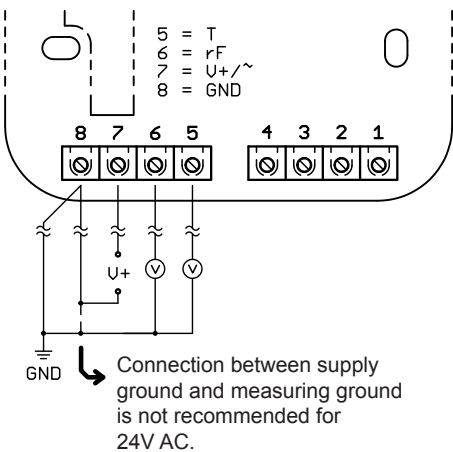 5 = T
6 = rF
7 = V+/~
8 = GND
8 7 6 5 4 3 2 1
V+ V V
GND
Connection between supply
ground and measuring ground
is not recommended for
24V AC.